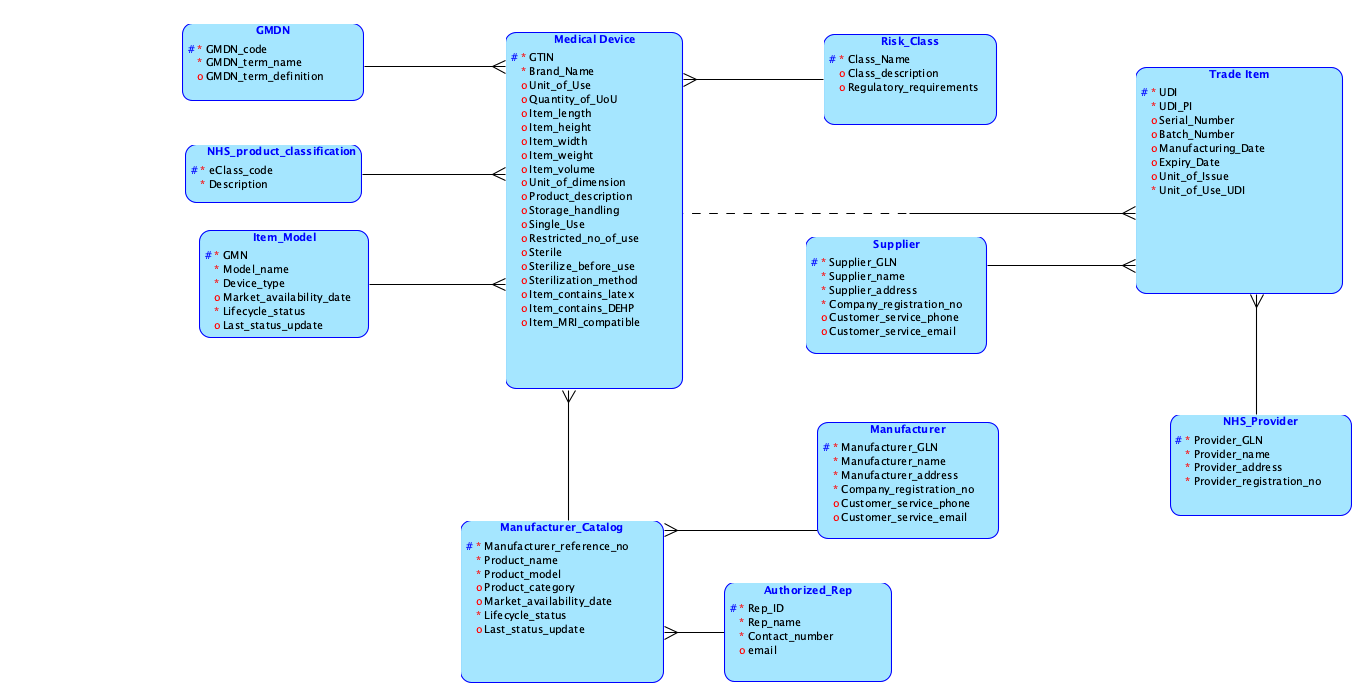 GMDN
# * GMDN_code
* GMDN_term_name
o GMDN_term_definition
NHS_product_classification
# * eClass_code
* Description
Item_Model
# * GMN
* Model_name
* Device_type
o Market_availability_date
* Lifecycle_status
o Last_status_update
Medical Device
# * GTIN
* Brand_Name
o Unit_of_Use
o Quantity_of_UoU
o Item_length
o Item_height
o Item_width
o Item_weight
o Item_volume
o Unit_of_dimension
o Product_description
o Storage_handling
o Single_Use
o Restricted_no_of_use
o Sterile
o Sterilize_before_use
o Sterilization_method
o Item_contains_latex
o Item_contains_DEHP
o Item_MRI_compatible
Risk_Class
# * Class_Name
o Class_description
o Regulatory_requirements
Trade Item
# * UDI
* UDI_PI
o Serial_Number
o Batch_Number
o Manufacturing_Date
o Expiry_Date
o Unit_of_Issue
* Unit_of_Use_UDI
Supplier
# * Supplier_GLN
* Supplier_name
* Supplier_address
* Company_registration_no
o Customer_service_phone
o Customer_service_email
Manufacturer
# * Manufacturer_GLN
* Manufacturer_name
* Manufacturer_address
* Company_registration_no
o Customer_service_phone
o Customer_service_email
NHS_Provider
# * Provider_GLN
* Provider_name
* Provider_address
* Provider_registration_no
Manufacturer_Catalog
# * Manufacturer_reference_no
* Product_name
* Product_model
o Product_category
o Market_availability_date
* Lifecycle_status
o Last_status_update
Authorized_Rep
# * Rep_ID
* Rep_name
* Contact_number
o email